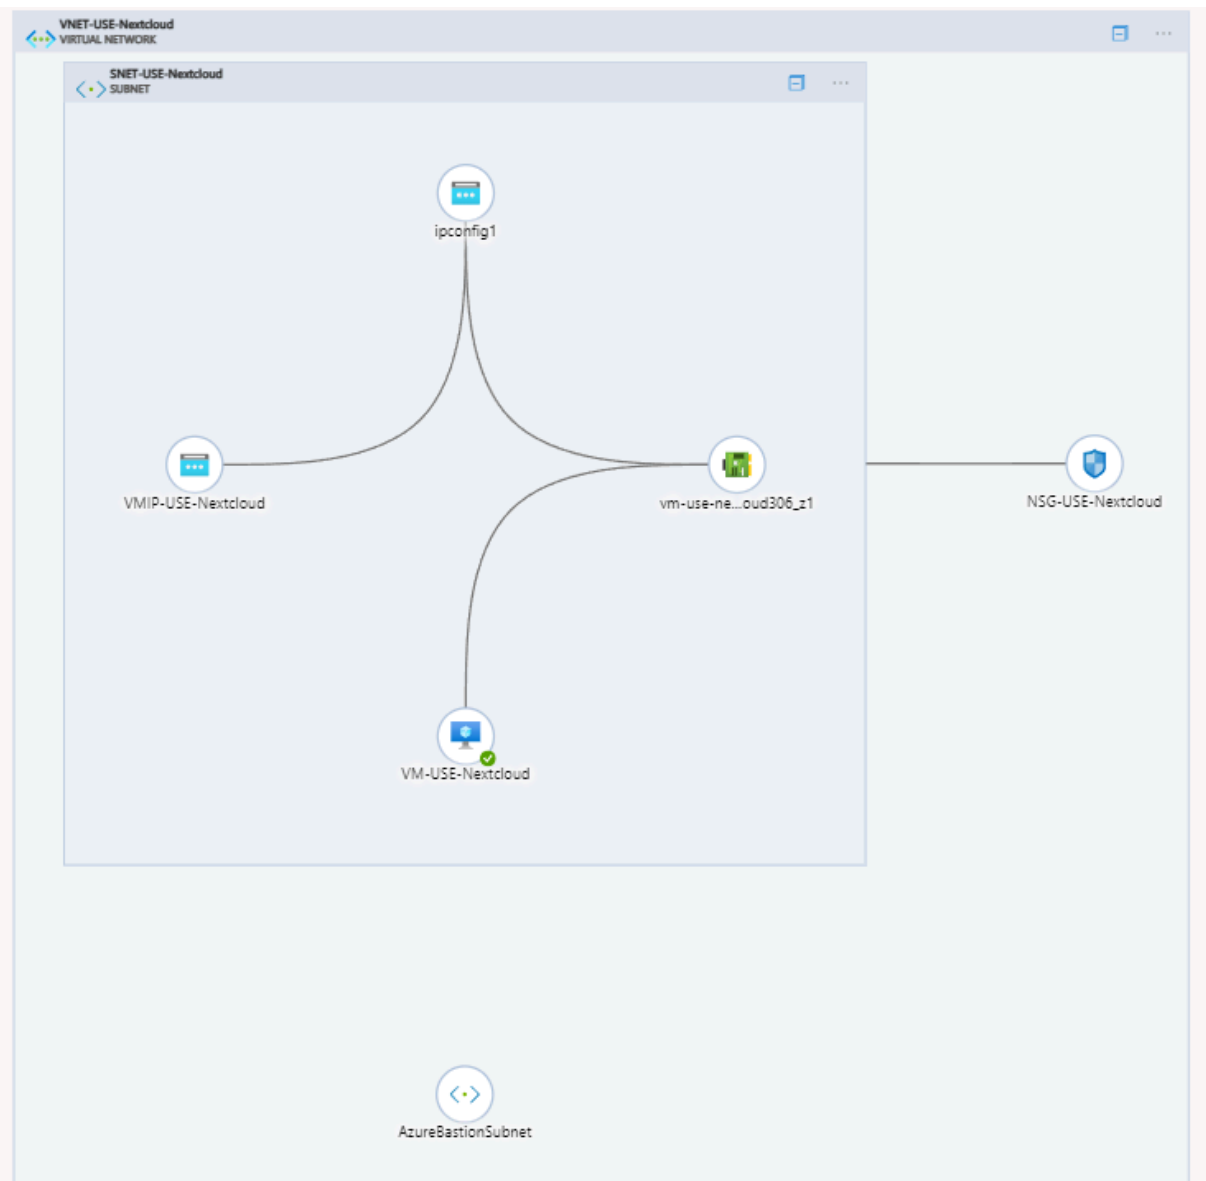 VNET-USE-Nextcloud
VIRTUAL NETWORK
SNET-USE-Nextcloud
SUBNET
ipconfig1
VMIP-USE-Nextcloud
vm-use-ne...oud306_z1
NSG-USE-Nextcloud
VM-USE-Nextcloud
AzureBastionSubnet